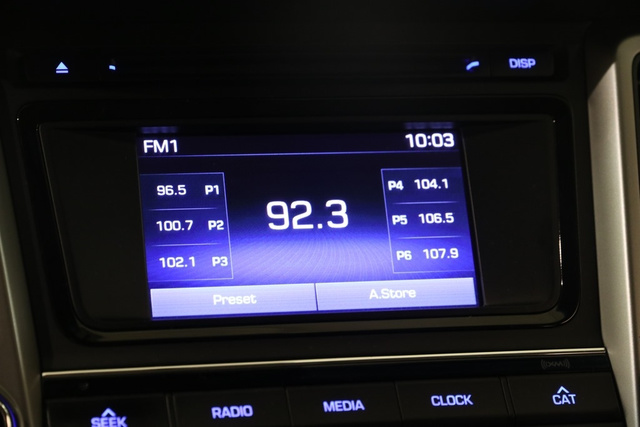 DISP
FM1 10:03
96.5 P1
100.7 P2
102.1 P3
92.3
P4 104.1
P5 106.5
P6 107.9
Preset A.Store
SEEK RADIO MEDIA CLOCK CAT